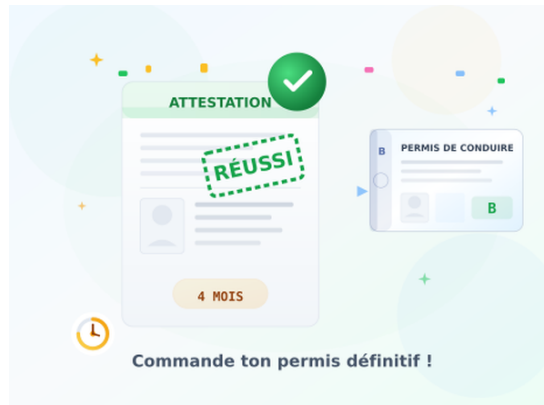 ATTESTATION
RÉUSSI
4 MOIS
B
PERMIS DE CONDUIRE
B
Commande ton permis définitif !